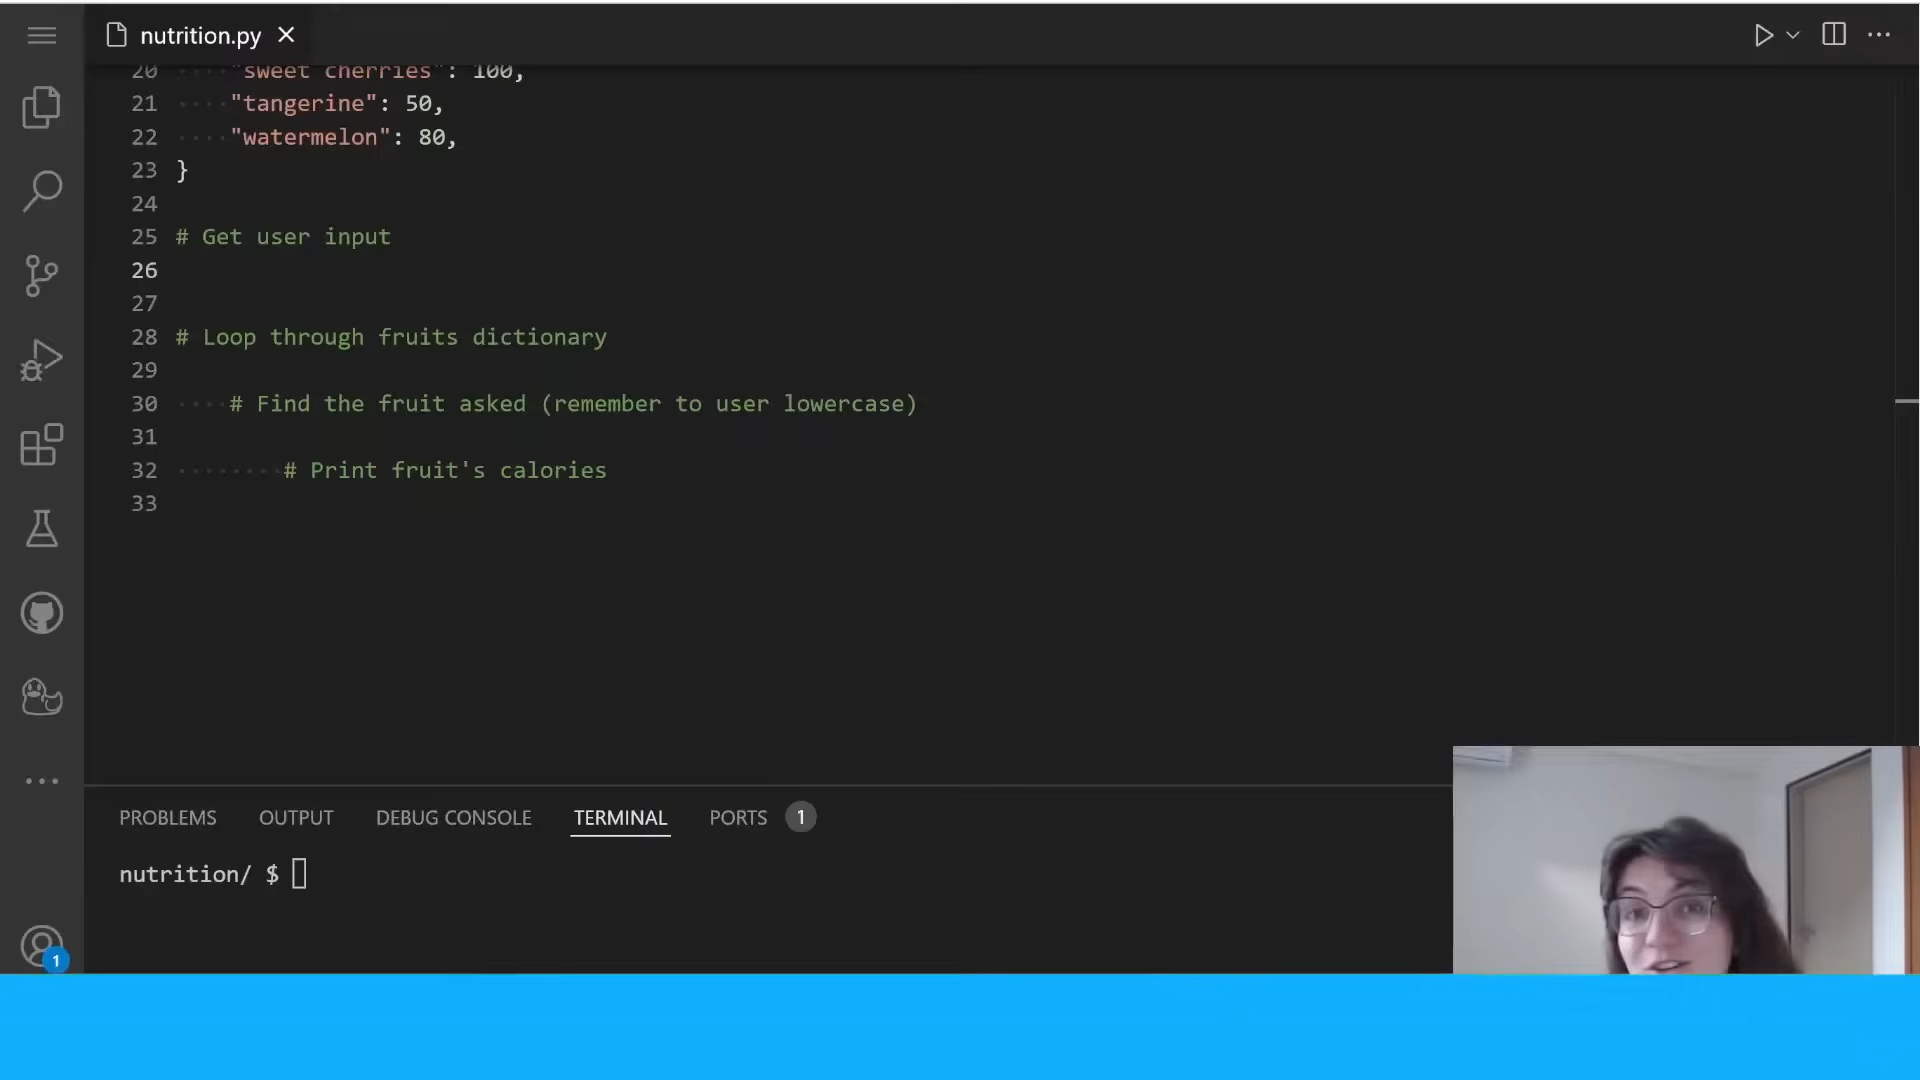 nutrition.py
20 "sweet cherries": 100,
21 "tangerine": 50,
22 "watermelon": 80,
23 }
24
25 # Get user input
26
27
28 # Loop through fruits dictionary
29
30 # Find the fruit asked (remember to user lowercase)
31
32 # Print fruit's calories
33
PROBLEMS OUTPUT DEBUG CONSOLE TERMINAL PORTS 1
nutrition/ $
1